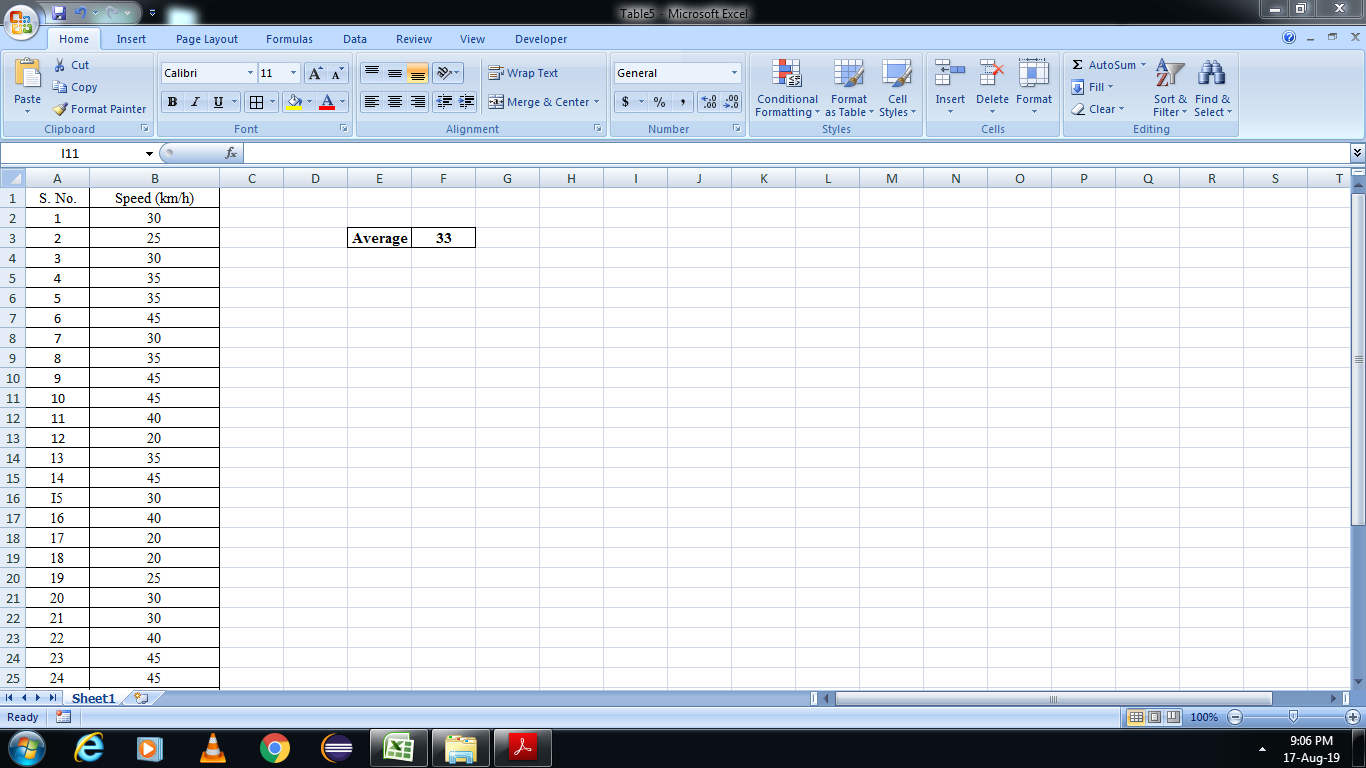 Table5 - Microsoft Excel
Home Insert Page Layout Formulas Data Review View Developer
Paste
Cut
Copy
Format Painter
Clipboard
Calibri 11 A A
B I U A
Font
Wrap Text
Merge & Center
Alignment
General
$ % , .00 .00
Number
Conditional Formatting
Format as Table
Cell Styles
Styles
Insert Delete Format
Cells
Σ AutoSum
Fill
Clear
Sort & Filter
Find & Select
Editing
I11 fx
A B C D E F G H I J K L M N O P Q R S T
1 S. No. Speed (km/h)
2 1 30
3 2 25 Average 33
4 3 30
5 4 35
6 5 35
7 6 45
8 7 30
9 8 35
10 9 45
11 10 45
12 11 40
13 12 20
14 13 35
15 14 45
16 I5 30
17 16 40
18 17 20
19 18 20
20 19 25
21 20 30
22 21 30
23 22 40
24 23 45
25 24 45
Sheet1
Ready 100%
9:06 PM
17-Aug-19